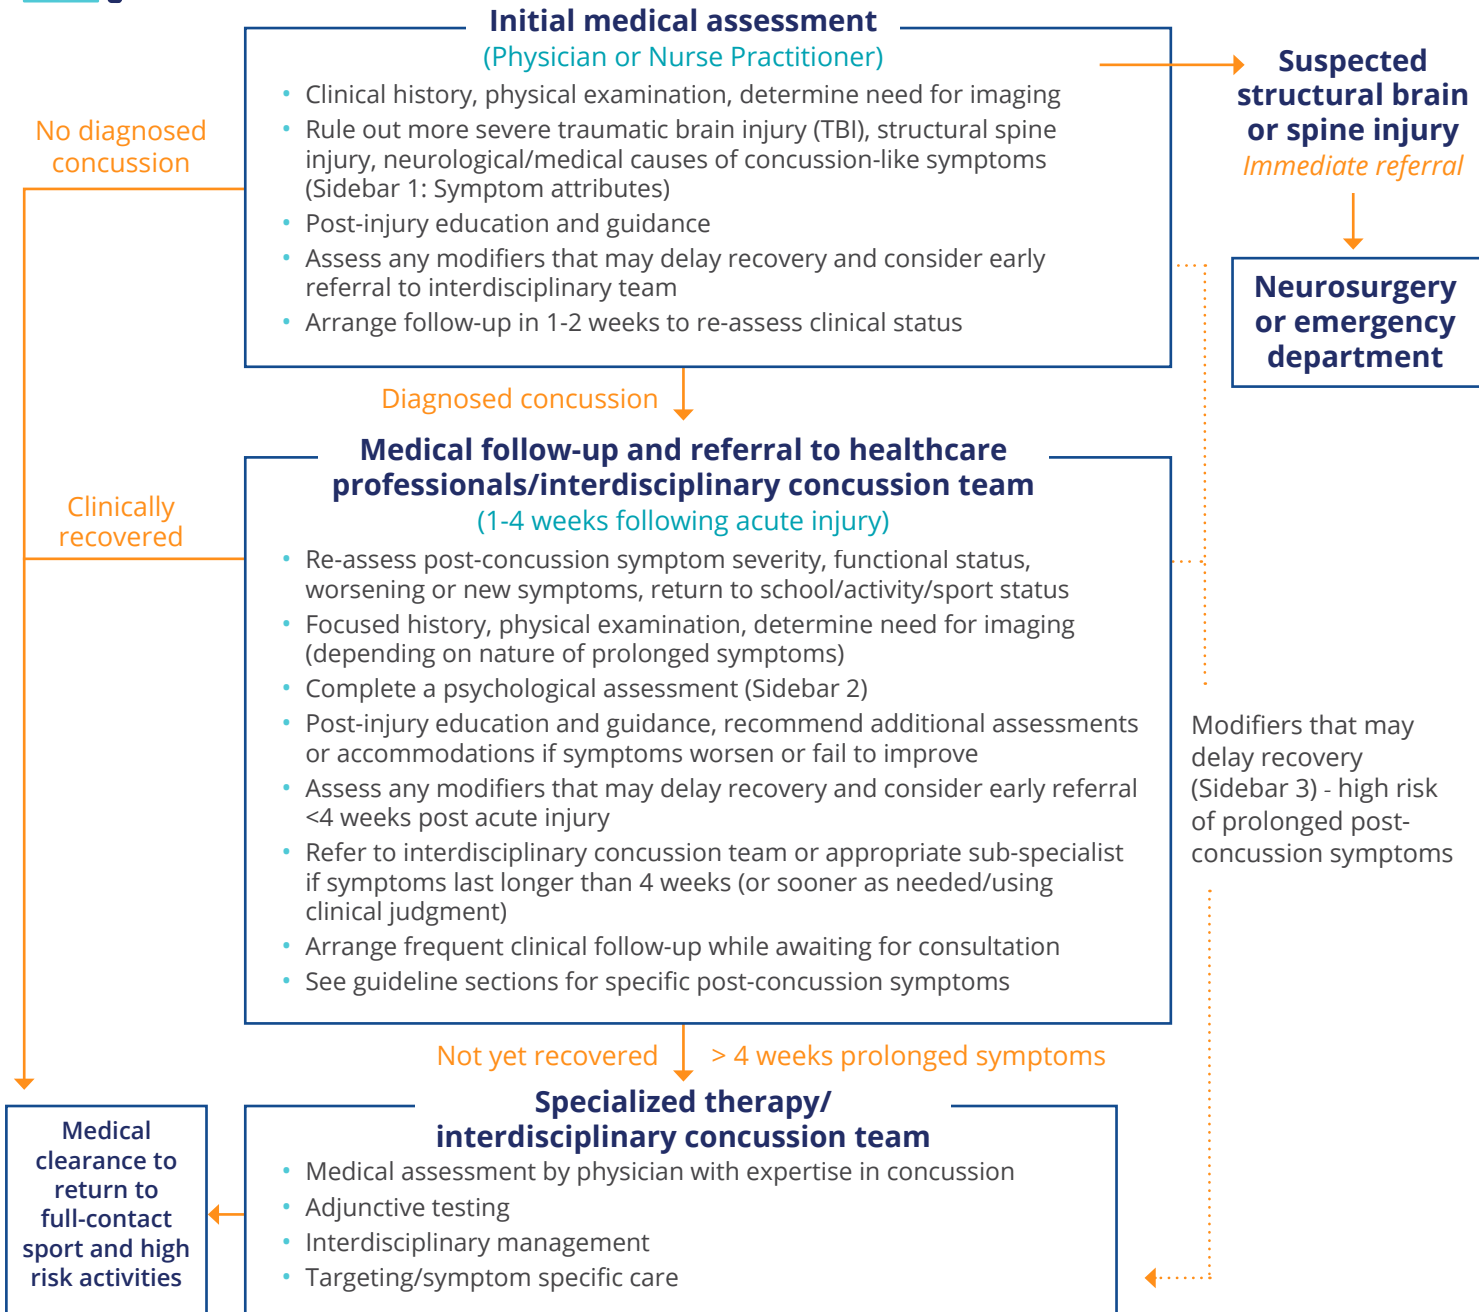 Initial medical assessment
(Physician or Nurse Practitioner)
• Clinical history, physical examination, determine need for imaging
• Rule out more severe traumatic brain injury (TBI), structural spine
injury, neurological/medical causes of concussion-like symptoms
(Sidebar 1: Symptom attributes)
• Post-injury education and guidance
• Assess any modifiers that may delay recovery and consider early
referral to interdisciplinary team
• Arrange follow-up in 1-2 weeks to re-assess clinical status
Suspected
structural brain
or spine injury
Immediate referral
Neurosurgery
or emergency
department
No diagnosed
concussion
Diagnosed concussion
Medical follow-up and referral to healthcare
professionals/interdisciplinary concussion team
(1-4 weeks following acute injury)
• Re-assess post-concussion symptom severity, functional status,
worsening or new symptoms, return to school/activity/sport status
• Focused history, physical examination, determine need for imaging
(depending on nature of prolonged symptoms)
• Complete a psychological assessment (Sidebar 2)
• Post-injury education and guidance, recommend additional assessments
or accommodations if symptoms worsen or fail to improve
• Assess any modifiers that may delay recovery and consider early referral
<4 weeks post acute injury
• Refer to interdisciplinary concussion team or appropriate sub-specialist
if symptoms last longer than 4 weeks (or sooner as needed/using
clinical judgment)
• Arrange frequent clinical follow-up while awaiting for consultation
• See guideline sections for specific post-concussion symptoms
Clinically
recovered
Modifiers that may
delay recovery
(Sidebar 3) - high risk
of prolonged post-
concussion symptoms
Not yet recovered
> 4 weeks prolonged symptoms
Specialized therapy/
interdisciplinary concussion team
• Medical assessment by physician with expertise in concussion
• Adjunctive testing
• Interdisciplinary management
• Targeting/symptom specific care
Medical
clearance to
return to
full-contact
sport and high
risk activities